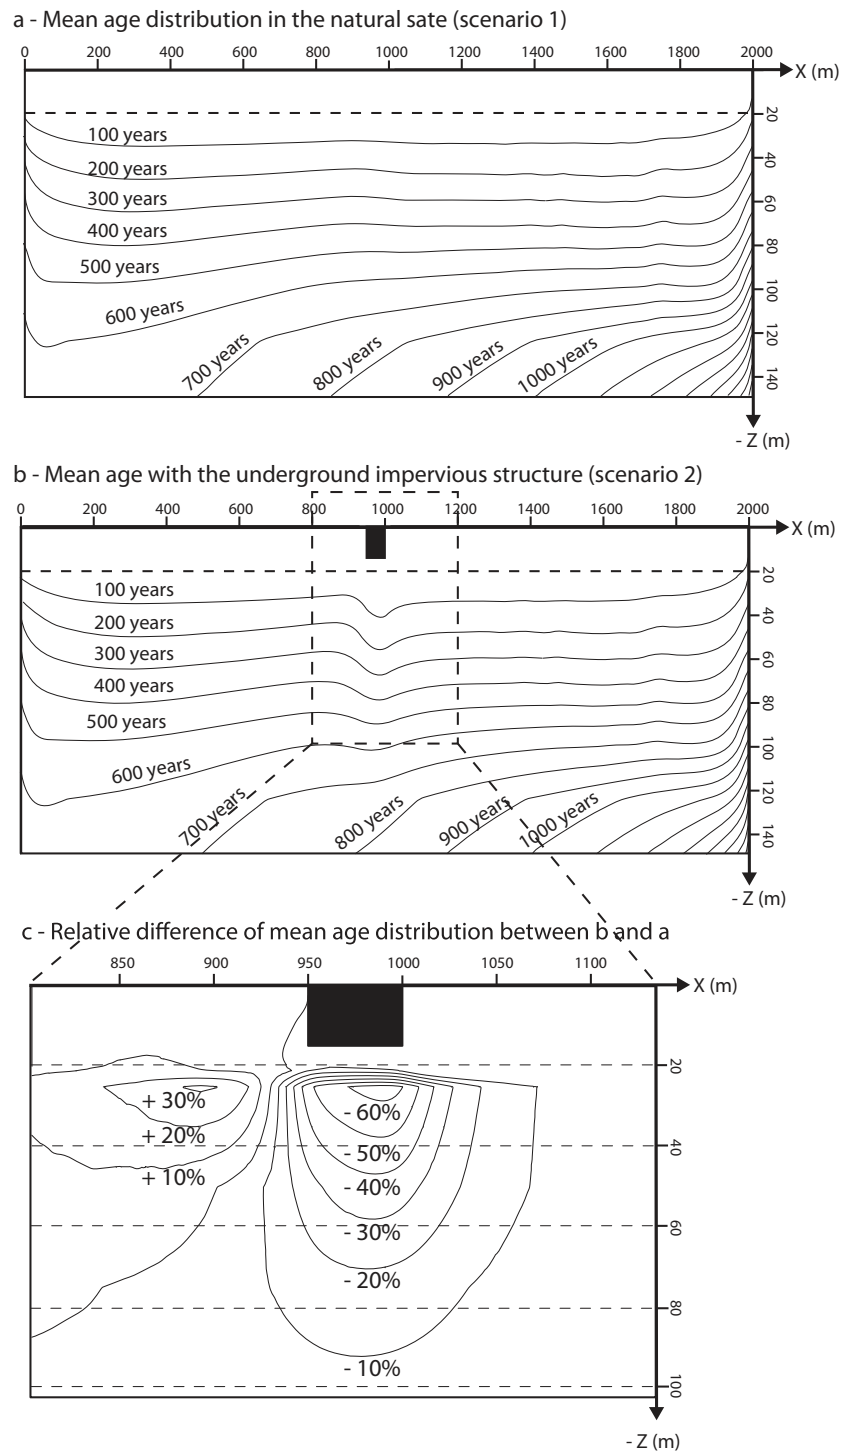 a - Mean age distribution in the natural sate (scenario 1)
0 200 400 600 800 1000 1200 1400 1600 1800 2000
X (m)
20
100 years
40
200 years
300 years
60
400 years
80
500 years
100
600 years
120
700 years 800 years 900 years 1000 years
140
- Z (m)
b - Mean age with the underground impervious structure (scenario 2)
0 200 400 600 800 1000 1200 1400 1600 1800 2000
X (m)
20
100 years
40
200 years
300 years
60
400 years
80
500 years
100
600 years
120
700 years 800 years 900 years 1000 years
140
- Z (m)
c - Relative difference of mean age distribution between b and a
850 900 950 1000 1050 1100
X (m)
20
+ 30% - 60%
+ 20%
40
- 50%
+ 10%
- 40%
60
- 30%
- 20%
80
- 10%
100
- Z (m)